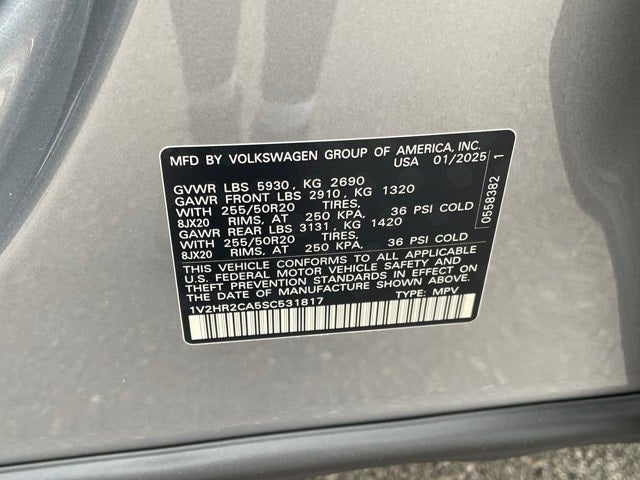 MFD BY VOLKSWAGEN GROUP OF AMERICA, INC.
USA 01/2025
GVWR LBS 5930, KG 2690
GAWR FRONT LBS 2910, KG 1320
WITH 255/50R20 TIRES,
8JX20 RIMS, AT 250 KPA, 36 PSI COLD
GAWR REAR LBS 3131, KG 1420
WITH 255/50R20 TIRES,
8JX20 RIMS, AT 250 KPA, 36 PSI COLD
THIS VEHICLE CONFORMS TO ALL APPLICABLE
U.S. FEDERAL MOTOR VEHICLE SAFETY AND
THEFT PREVENTION STANDARDS IN EFFECT ON
THE DATE OF MANUFACTURE SHOWN ABOVE
1V2HR2CA5SC531817 TYPE: MPV
0558382 1